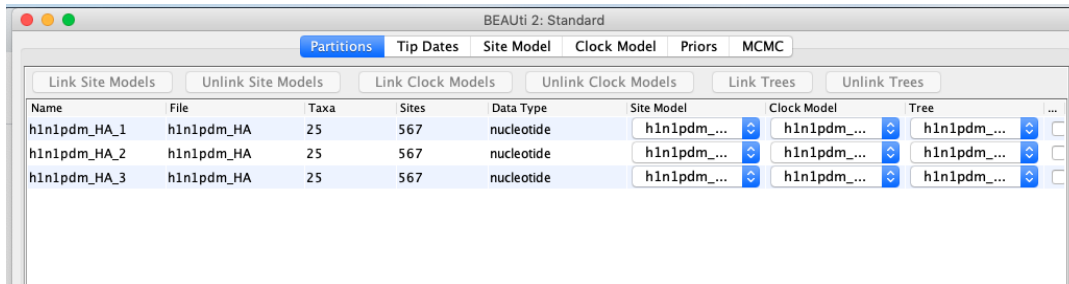 BEAUti 2: Standard
Partitions Tip Dates Site Model Clock Model Priors MCMC
Link Site Models Unlink Site Models Link Clock Models Unlink Clock Models Link Trees Unlink Trees
Name File Taxa Sites Data Type Site Model Clock Model Tree ...
h1n1pdm_HA_1 h1n1pdm_HA 25 567 nucleotide h1n1pdm_... h1n1pdm_... h1n1pdm_...
h1n1pdm_HA_2 h1n1pdm_HA 25 567 nucleotide h1n1pdm_... h1n1pdm_... h1n1pdm_...
h1n1pdm_HA_3 h1n1pdm_HA 25 567 nucleotide h1n1pdm_... h1n1pdm_... h1n1pdm_...